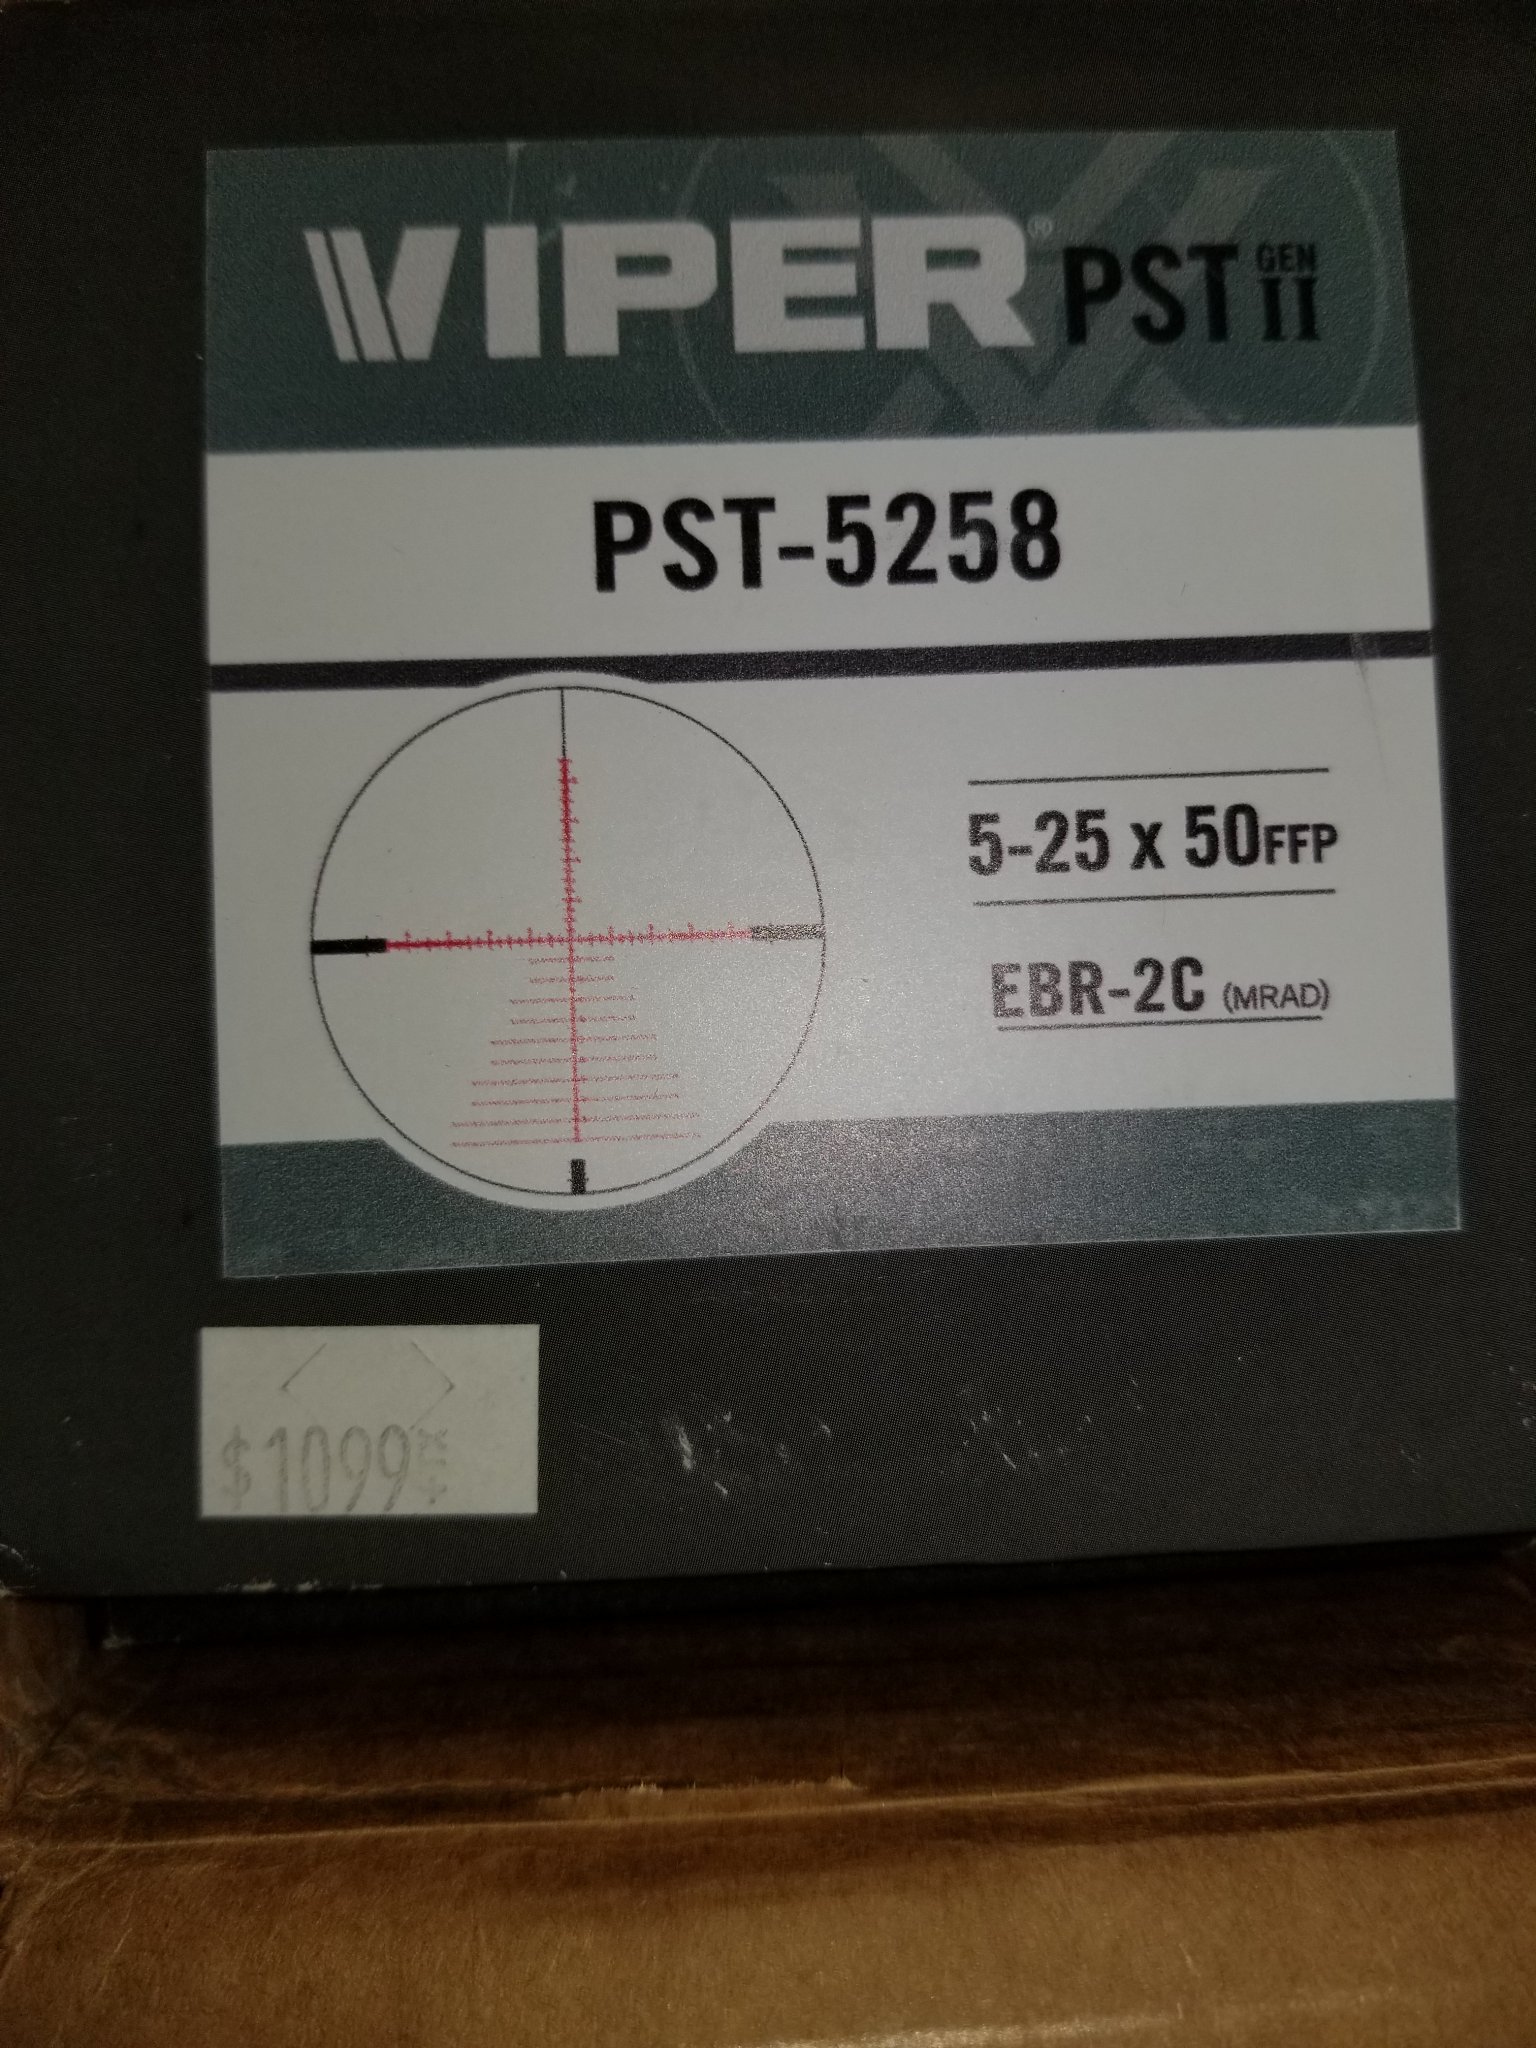 VIPER® PST GEN II
PST-5258
5-25 x 50FFP
EBR-2C (MRAD)
$1099